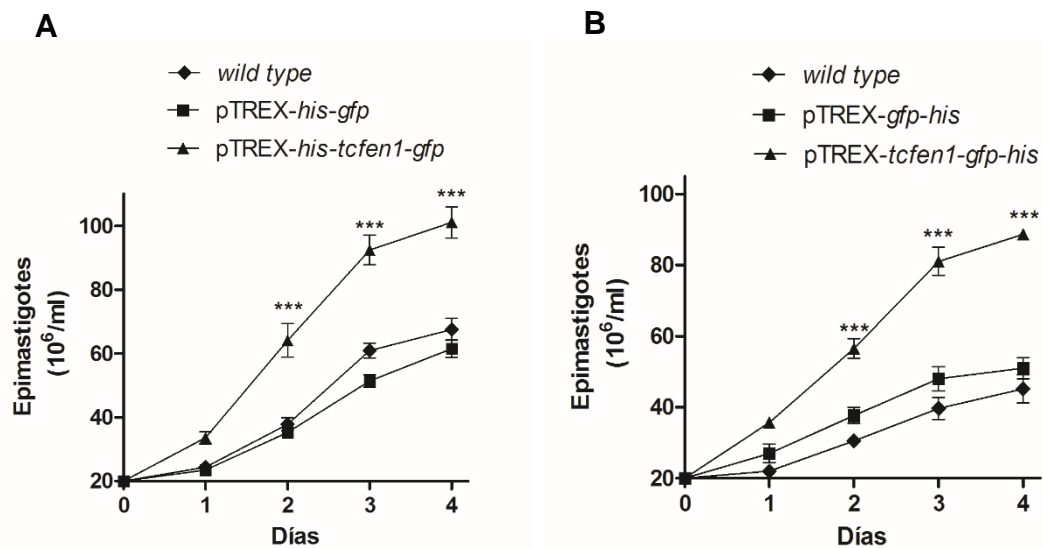 A
wild type
pTREX-his-gfp
pTREX-his-tcfen1-gfp
100
80
60
40
20
Epimastigotes
(10⁶/ml)
***
***
***
0 1 2 3 4
Días
B
wild type
pTREX-gfp-his
pTREX-tcfen1-gfp-his
100
80
60
40
20
Epimastigotes
(10⁶/ml)
***
***
***
0 1 2 3 4
Días